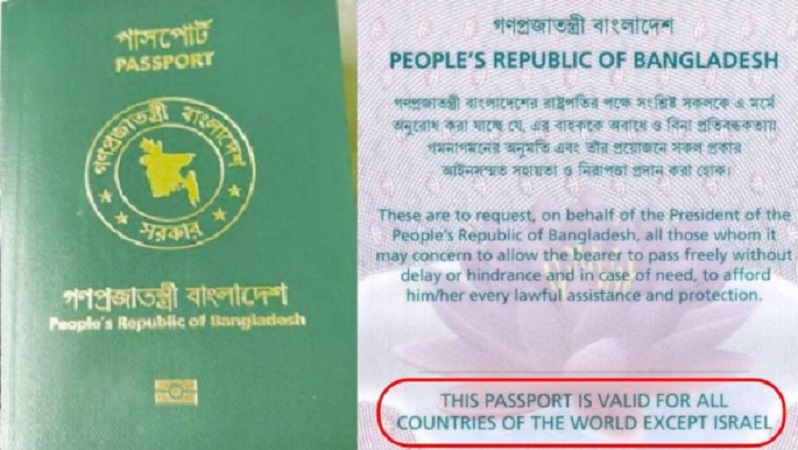 পাসপোর্ট
PASSPORT
গণপ্রজাতন্ত্রী বাংলাদেশ
সরকার
গণপ্রজাতন্ত্রী বাংলাদেশ
People's Republic of Bangladesh
গণপ্রজাতন্ত্রী বাংলাদেশ
PEOPLE'S REPUBLIC OF BANGLADESH
গণপ্রজাতন্ত্রী বাংলাদেশের রাষ্ট্রপতির পক্ষে সংশ্লিষ্ট সকলকে এ মর্মে
অনুরোধ করা যাচ্ছে যে, এর বাহককে অবাধে ও বিনা প্রতিবন্ধকতায়
গমনাগমনের অনুমতি এবং তাঁর প্রয়োজনে সকল প্রকার
আইনসম্মত সহায়তা ও নিরাপত্তা প্রদান করা হোক।
These are to request, on behalf of the President of the
People's Republic of Bangladesh, all those whom it
may concern to allow the bearer to pass freely without
delay or hindrance and in case of need, to afford
him/her every lawful assistance and protection.
THIS PASSPORT IS VALID FOR ALL
COUNTRIES OF THE WORLD EXCEPT ISRAEL